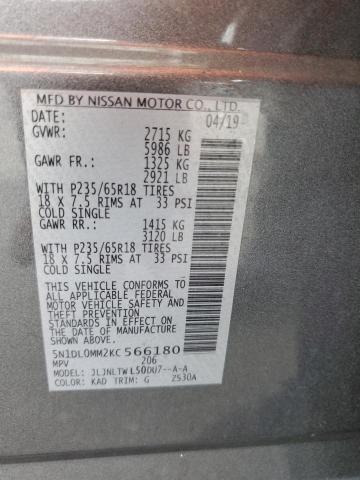 MFD BY NISSAN MOTOR CO., LTD.
DATE: 04/19
GVWR: 2715 KG
5986 LB
GAWR FR.: 1325 KG
2921 LB
WITH P235/65R18 TIRES
18 X 7.5 RIMS AT 33 PSI
COLD SINGLE
GAWR RR.: 1415 KG
3120 LB
WITH P235/65R18 TIRES
18 X 7.5 RIMS AT 33 PSI
COLD SINGLE
THIS VEHICLE CONFORMS TO
ALL APPLICABLE FEDERAL
MOTOR VEHICLE SAFETY AND
THEFT PREVENTION
STANDARDS IN EFFECT ON
THE DATE OF MANUFACTURE
SHOWN ABOVE.
5N1DL0MM2KC566180
MPV 206
MODEL: JLJNLTW L50DU7--A-A
COLOR: KAD TRIM: G 2530A